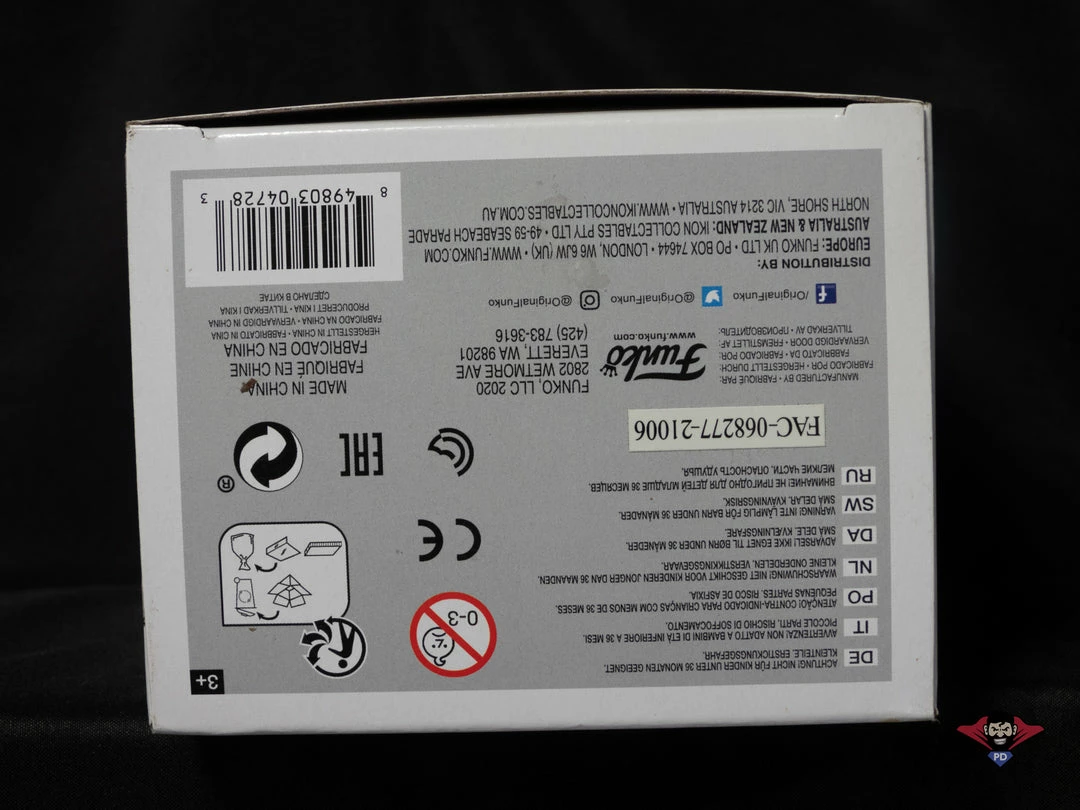 3+
DE
ACHTUNG! NICHT FÜR KINDER UNTER 36 MONATEN GEEIGNET.
KLEINTEILE. ERSTICKUNGSGEFAHR.
IT
AVVERTENZA! NON ADATTO A BAMBINI DI ETÀ INFERIORE A 36 MESI.
PICCOLE PARTI. RISCHIO DI SOFFOCAMENTO.
PO
ATENÇÃO! CONTRA-INDICADO PARA CRIANÇAS COM MENOS DE 36 MESES.
PEQUENAS PARTES. RISCO DE ASFIXIA.
NL
WAARSCHUWING! NIET GESCHIKT VOOR KINDEREN JONGER DAN 36 MAANDEN.
KLEINE ONDERDELEN. VERSTIKKINGSGEVAAR.
DA
ADVARSEL! IKKE EGNET TIL BØRN UNDER 36 MÅNEDER.
SMÅ DELE. KVÆLNINGSFARE.
SW
VARNING! INTE LÄMPLIG FÖR BARN UNDER 36 MÅNADER.
SMÅ DELAR. KVÄVNINGSRISK.
RU
ВНИМАНИЕ! НЕ ПРИГОДНО ДЛЯ ДЕТЕЙ МЛАДШЕ 36 МЕСЯЦЕВ.
МЕЛКИЕ ЧАСТИ. ОПАСНОСТЬ УДУШЬЯ.
0-3
CE
EAC
®
FAC-068277-21006
MANUFACTURED BY • FABRIQUÉ PAR:
FABRICADO POR • HERGESTELLT DURCH:
FABBRICATO DA • FABRICADO POR:
VERVAARDIGD DOOR • FREMSTILLET AF:
TILLVERKAD AV • ПРОИЗВОДИТЕЛЬ:
Funko
www.funko.com
FUNKO, LLC 2020
2802 WETMORE AVE
EVERETT, WA 98201
(425) 783-3616
MADE IN CHINA
FABRIQUÉ EN CHINE
FABRICADO EN CHINA
HERGESTELLT IN CHINA • FABBRICATO IN CINA
FABRICADO NA CHINA • VERVAARDIGD IN CHINA
PRODUCERET I KINA • TILLVERKAD I KINA
СДЕЛАНО В КИТАЕ
/OriginalFunko
@OriginalFunko
@OriginalFunko
DISTRIBUTION BY:
EUROPE: FUNKO UK LTD • PO BOX 74644 • LONDON, W6 6JW (UK) • WWW.FUNKO.COM
AUSTRALIA & NEW ZEALAND: IKON COLLECTABLES PTY LTD • 49-59 SEABEACH PARADE
NORTH SHORE, VIC 3214 AUSTRALIA • WWW.IKONCOLLECTABLES.COM.AU
8 49803 04728 3
PD